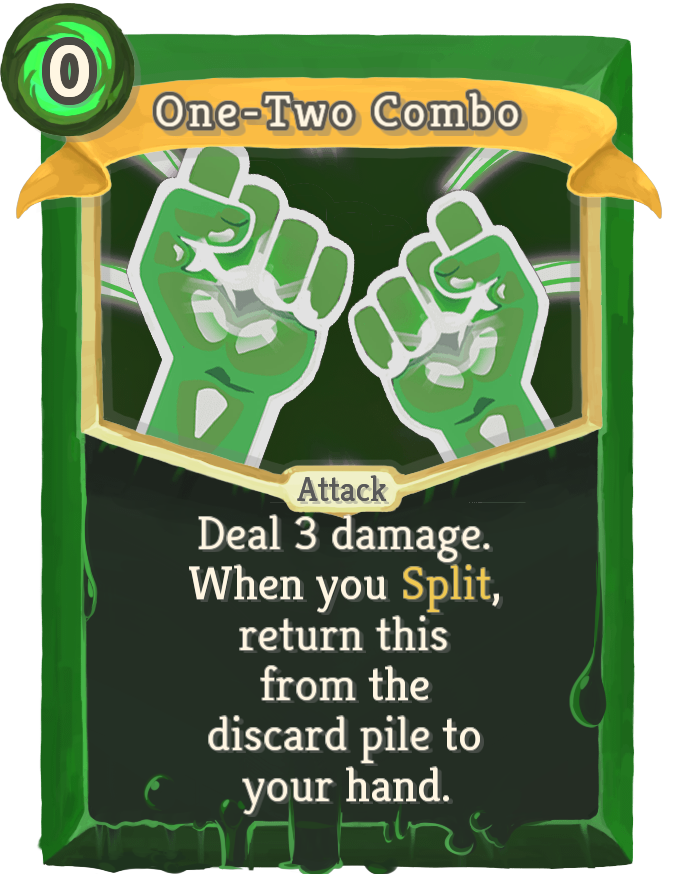 0
One-Two Combo
Attack
Deal 3 damage.
When you Split,
return this
from the
discard pile to
your hand.